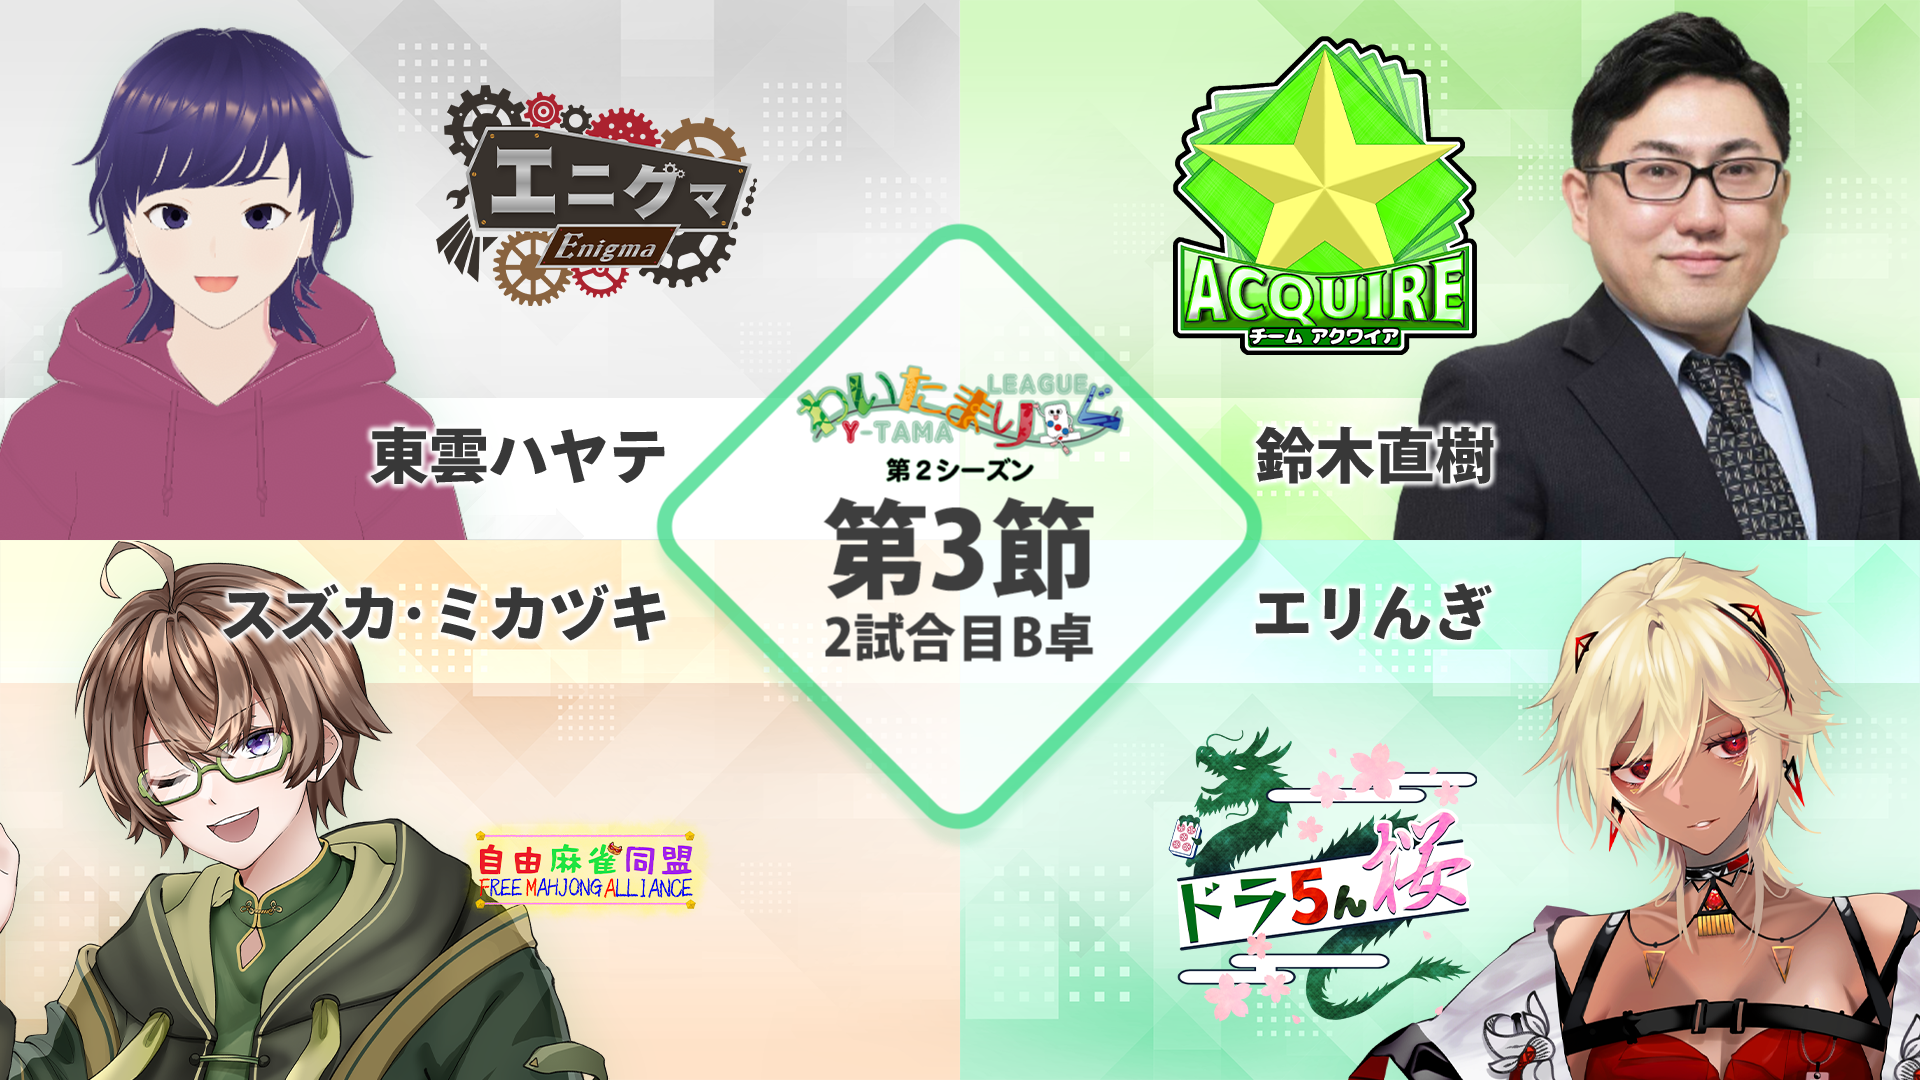 エニグマ
Enigma
ACQUIRE
チーム アクワイア
東雲ハヤテ
鈴木直樹
わいたまりーぐ
LEAGUE
Y-TAMA
第2シーズン
第3節
2試合目B卓
スズカ・ミカヅキ
エリんぎ
自由麻雀同盟
FREE MAHJONG ALLIANCE
ドラ5ん桜